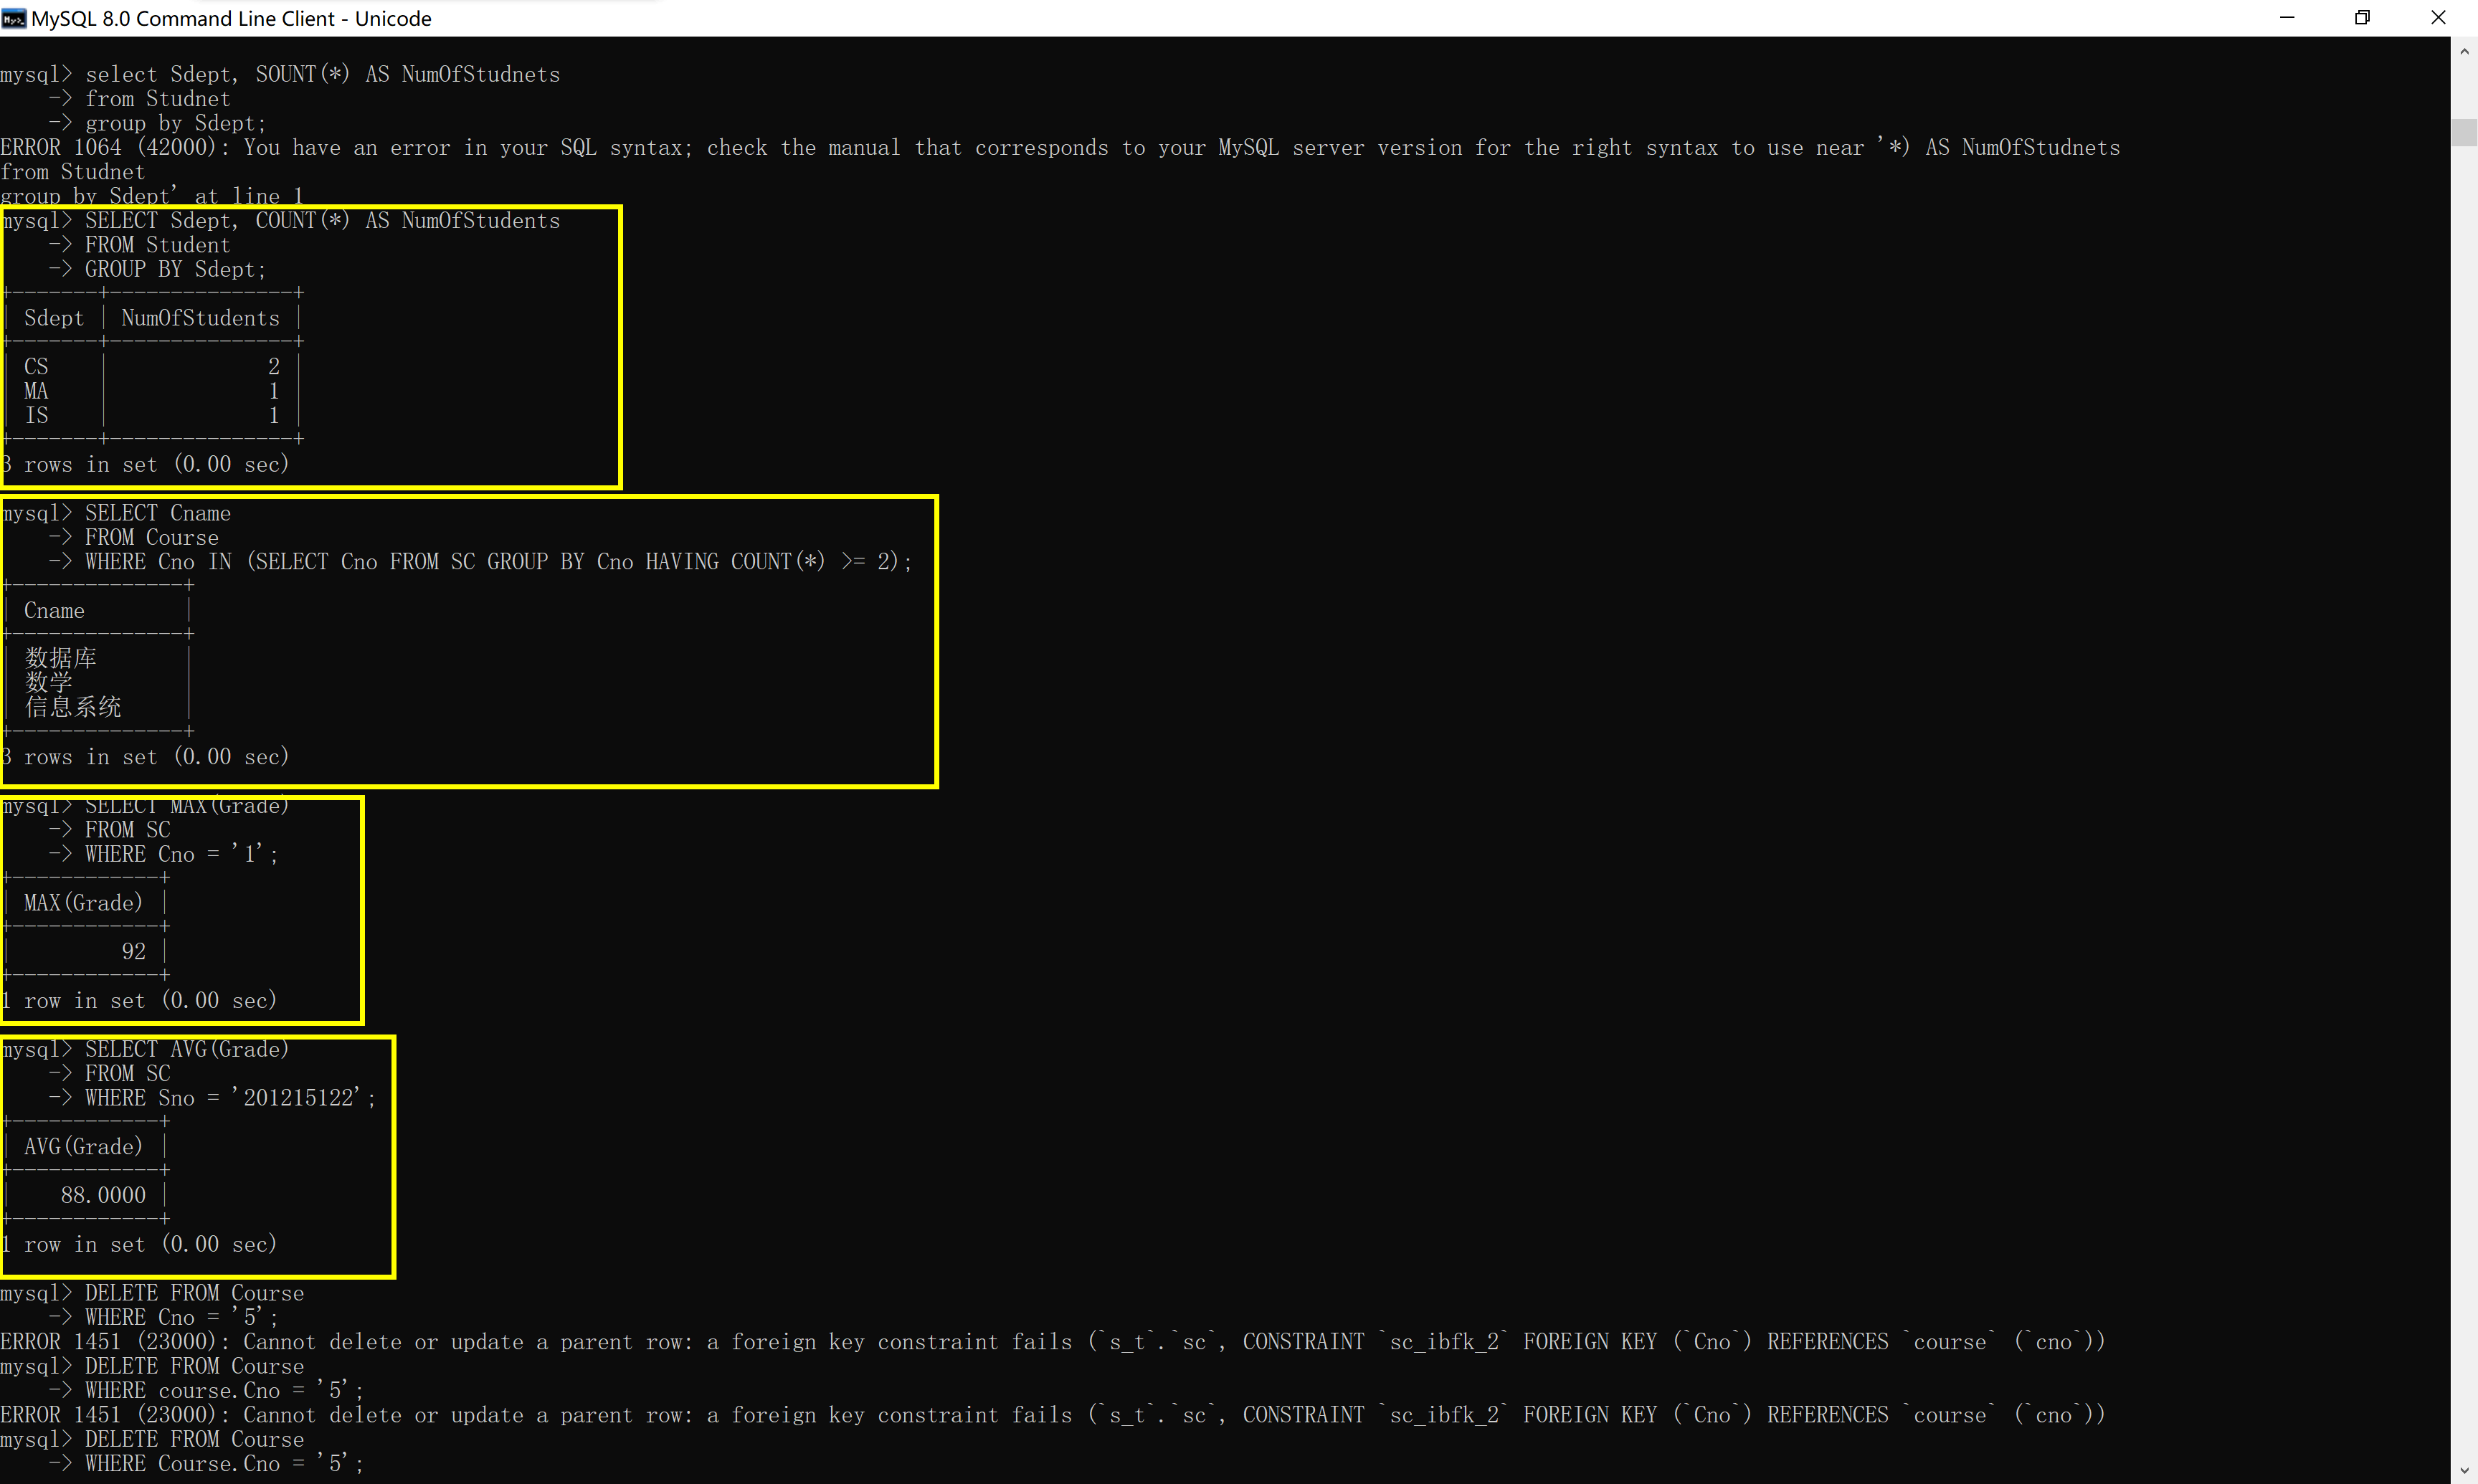 MySQL 8.0 Command Line Client - Unicode
mysql> select Sdept, SOUNT(*) AS NumOfStudnets
    -> from Studnet
    -> group by Sdept;
ERROR 1064 (42000): You have an error in your SQL syntax; check the manual that corresponds to your MySQL server version for the right syntax to use near '*) AS NumOfStudnets
from Studnet
group by Sdept' at line 1
mysql> SELECT Sdept, COUNT(*) AS NumOfStudents
    -> FROM Student
    -> GROUP BY Sdept;
+-------+---------------+
| Sdept | NumOfStudents |
+-------+---------------+
| CS    |             2 |
| MA    |             1 |
| IS    |             1 |
+-------+---------------+
3 rows in set (0.00 sec)
mysql> SELECT Cname
    -> FROM Course
    -> WHERE Cno IN (SELECT Cno FROM SC GROUP BY Cno HAVING COUNT(*) >= 2);
+--------------+
| Cname        |
+--------------+
| 数据库       |
| 数学         |
| 信息系统     |
+--------------+
3 rows in set (0.00 sec)
mysql> SELECT MAX(Grade)
    -> FROM SC
    -> WHERE Cno = '1';
+------------+
| MAX(Grade) |
+------------+
|         92 |
+------------+
1 row in set (0.00 sec)
mysql> SELECT AVG(Grade)
    -> FROM SC
    -> WHERE Sno = '201215122';
+------------+
| AVG(Grade) |
+------------+
|    88.0000 |
+------------+
1 row in set (0.00 sec)
mysql> DELETE FROM Course
    -> WHERE Cno = '5';
ERROR 1451 (23000): Cannot delete or update a parent row: a foreign key constraint fails (`s_t`.`sc`, CONSTRAINT `sc_ibfk_2` FOREIGN KEY (`Cno`) REFERENCES `course` (`cno`))
mysql> DELETE FROM Course
    -> WHERE course.Cno = '5';
ERROR 1451 (23000): Cannot delete or update a parent row: a foreign key constraint fails (`s_t`.`sc`, CONSTRAINT `sc_ibfk_2` FOREIGN KEY (`Cno`) REFERENCES `course` (`cno`))
mysql> DELETE FROM Course
    -> WHERE Course.Cno = '5';